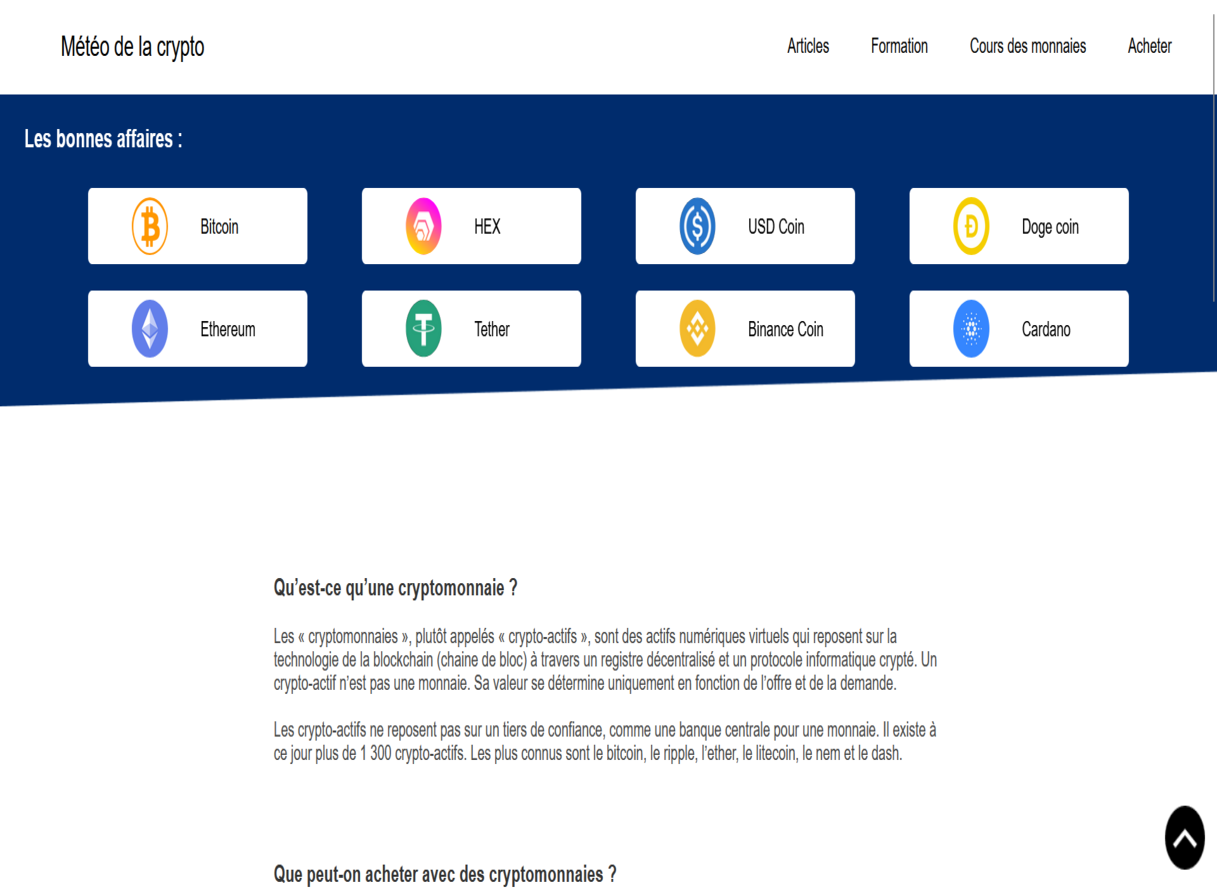 Météo de la crypto
Articles
Formation
Cours des monnaies
Acheter
Les bonnes affaires :
Bitcoin
HEX
USD Coin
Doge coin
Ethereum
Tether
Binance Coin
Cardano
Qu’est-ce qu’une cryptomonnaie ?
Les « cryptomonnaies », plutôt appelés « crypto-actifs », sont des actifs numériques virtuels qui reposent sur la
technologie de la blockchain (chaine de bloc) à travers un registre décentralisé et un protocole informatique crypté. Un
crypto-actif n’est pas une monnaie. Sa valeur se détermine uniquement en fonction de l’offre et de la demande.
Les crypto-actifs ne reposent pas sur un tiers de confiance, comme une banque centrale pour une monnaie. Il existe à
ce jour plus de 1 300 crypto-actifs. Les plus connus sont le bitcoin, le ripple, l’ether, le litecoin, le nem et le dash.
Que peut-on acheter avec des cryptomonnaies ?